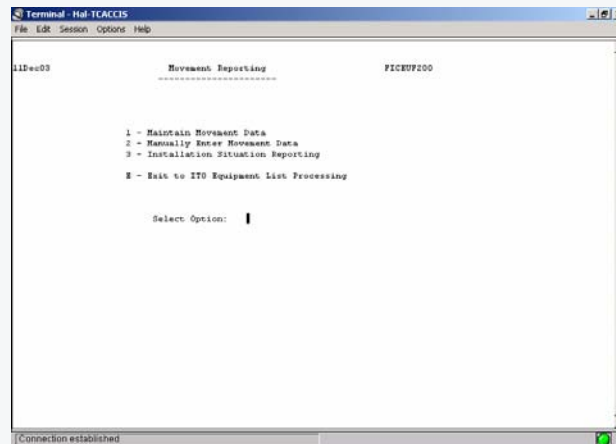 Terminal - Hal-TCACCIS
File Edit Session Options Help
11Dec03 Movement Reporting PICKUP200
----------------------
1 - Maintain Movement Data
2 - Manually Enter Movement Data
3 - Installation Situation Reporting
E - Exit to ITO Equipment List Processing
Select Option:
Connection established